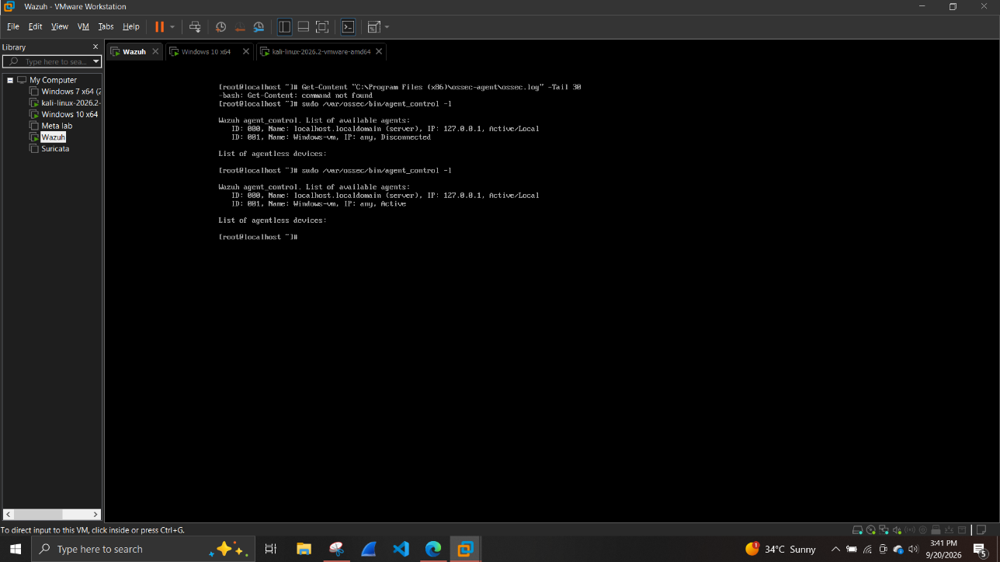 Wazuh - VMware Workstation
File Edit View VM Tabs Help
Library
Type here to sea...
My Computer
Windows 7 x64 (2
kali-linux-2026.2-
Windows 10 x64
Meta lab
Wazuh
Suricata
Wazuh
Windows 10 x64
kali-linux-2026.2-vmware-amd64
[root@localhost ~]# Get-Content "C:\Program Files (x86)\ossec-agent\ossec.log" -Tail 30
-bash: Get-Content: command not found
[root@localhost ~]# sudo /var/ossec/bin/agent_control -l
Wazuh agent_control. List of available agents:
ID: 000, Name: localhost.localdomain (server), IP: 127.0.0.1, Active/Local
ID: 001, Name: Windows-vm, IP: any, Disconnected
List of agentless devices:
[root@localhost ~]# sudo /var/ossec/bin/agent_control -l
Wazuh agent_control. List of available agents:
ID: 000, Name: localhost.localdomain (server), IP: 127.0.0.1, Active/Local
ID: 001, Name: Windows-vm, IP: any, Active
List of agentless devices:
[root@localhost ~]#
To direct input to this VM, click inside or press Ctrl+G.
Type here to search
1
34°C Sunny
3:41 PM
9/20/2026
5